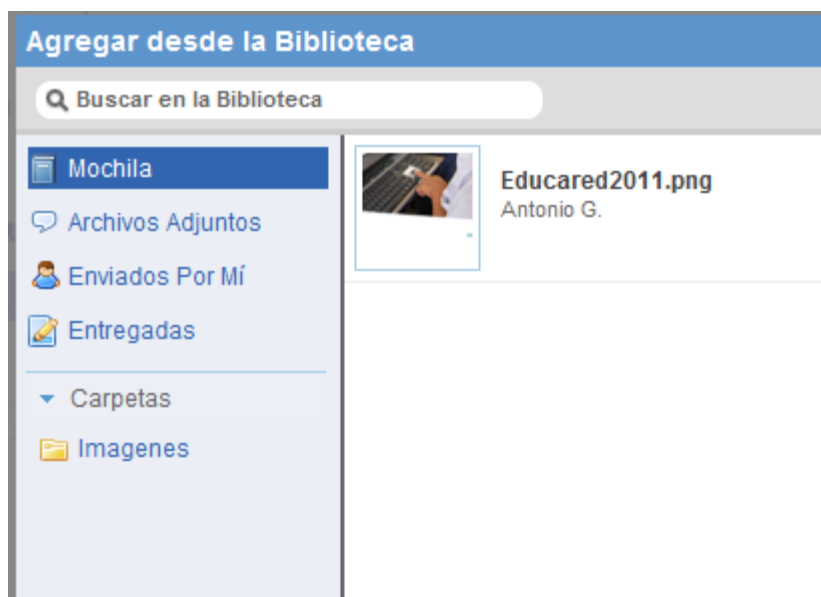 Agregar desde la Biblioteca
Buscar en la Biblioteca
Mochila
Archivos Adjuntos
Enviados Por Mí
Entregadas
Carpetas
Imagenes
Educared2011.png
Antonio G.